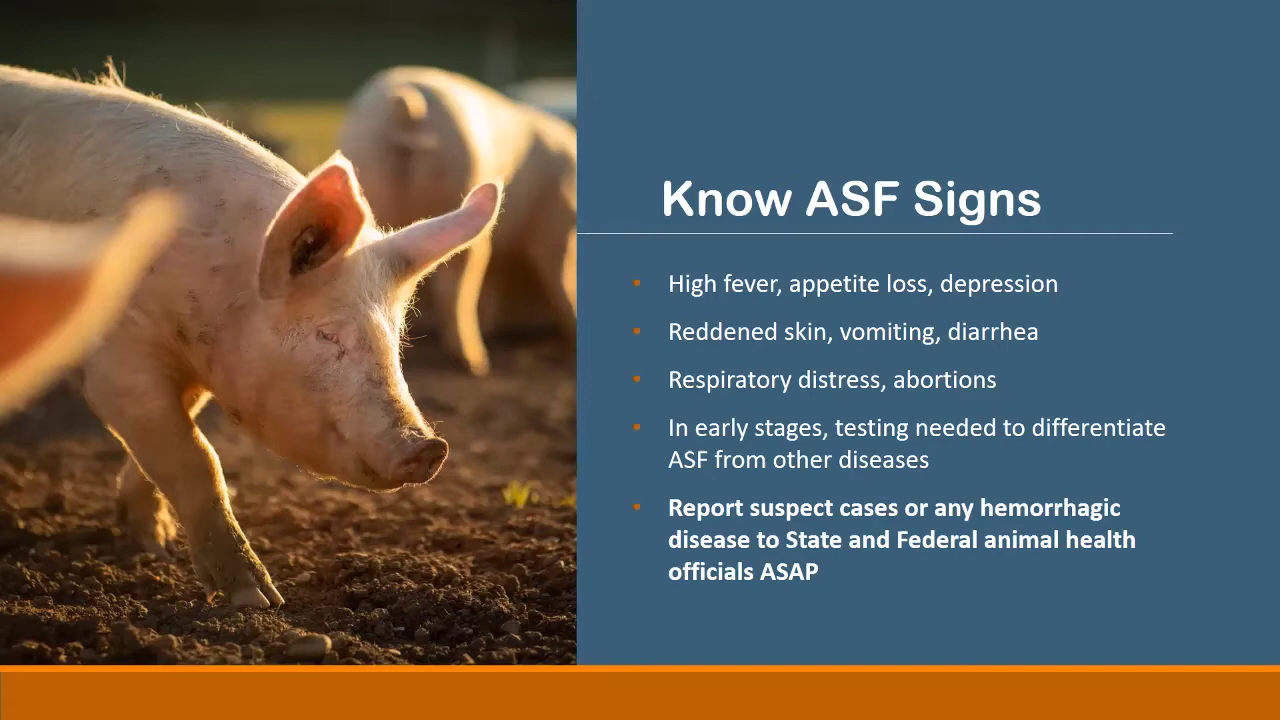 Know ASF Signs
High fever, appetite loss, depression
Reddened skin, vomiting, diarrhea
Respiratory distress, abortions
In early stages, testing needed to differentiate
ASF from other diseases
Report suspect cases or any hemorrhagic
disease to State and Federal animal health
officials ASAP